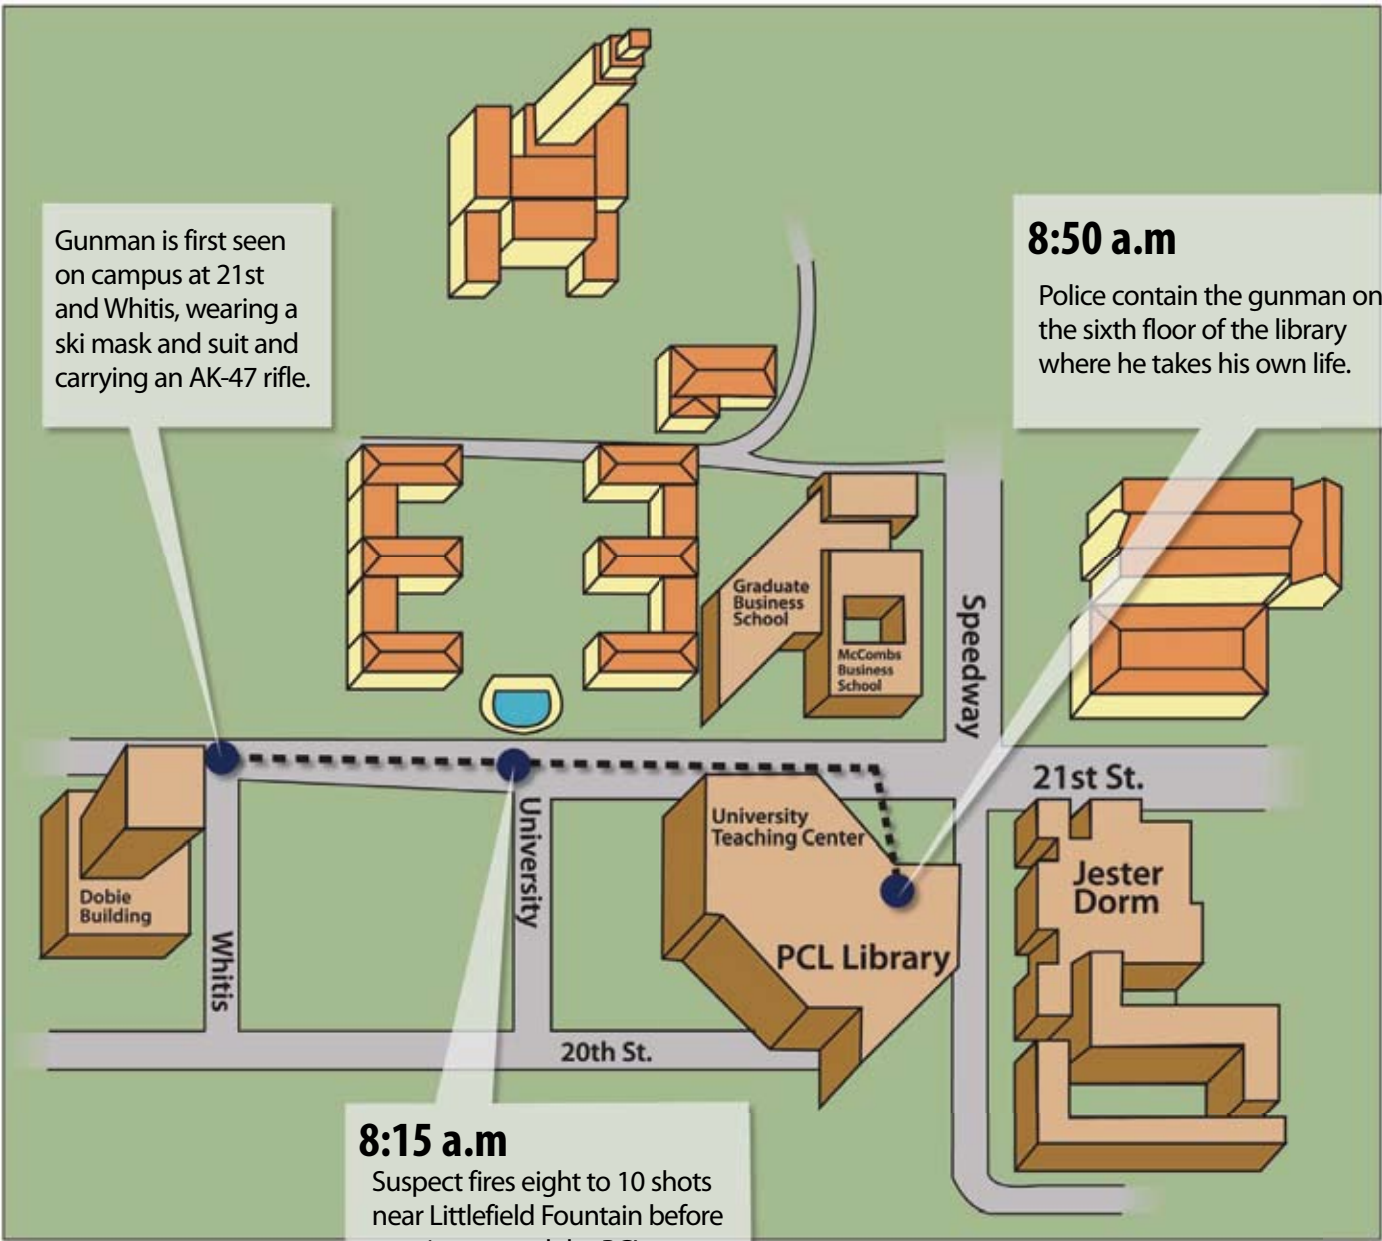 Gunman is first seen
on campus at 21st
and Whitis, wearing a
ski mask and suit and
carrying an AK-47 rifle.
8:50 a.m
Police contain the gunman on
the sixth floor of the library
where he takes his own life.
Graduate
Business
School
McCombs
Business
School
Speedway
21st St.
University
Teaching Center
University
Dobie
Building
Jester
Dorm
Whitis
PCL Library
20th St.
8:15 a.m
Suspect fires eight to 10 shots
near Littlefield Fountain before